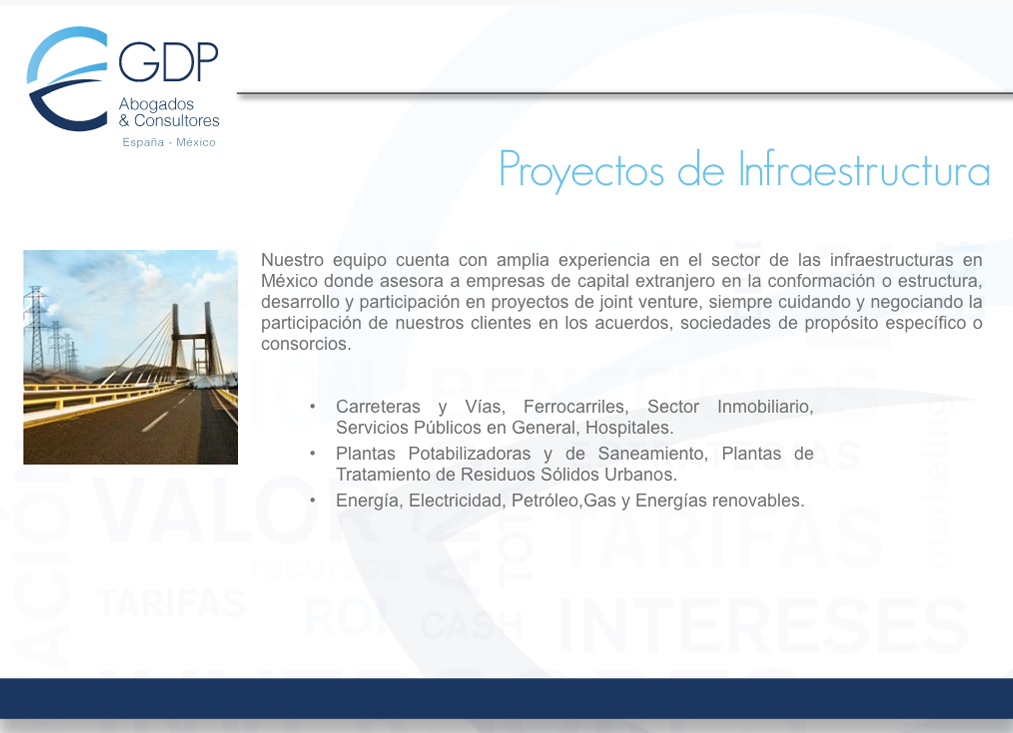 GDP
Abogados
& Consultores
España - México
Proyectos de Infraestructura
Nuestro equipo cuenta con amplia experiencia en el sector de las infraestructuras en
México donde asesora a empresas de capital extranjero en la conformación o estructura,
desarrollo y participación en proyectos de joint venture, siempre cuidando y negociando la
participación de nuestros clientes en los acuerdos, sociedades de propósito específico o
consorcios.
• Carreteras y Vías, Ferrocarriles, Sector Inmobiliario,
Servicios Públicos en General, Hospitales.
• Plantas Potabilizadoras y de Saneamiento, Plantas de
Tratamiento de Residuos Sólidos Urbanos.
• Energía, Electricidad, Petróleo,Gas y Energías renovables.
VALOR
TARIFAS
marketing
recursos
TARIFAS
ROI
CASH
INTERESES